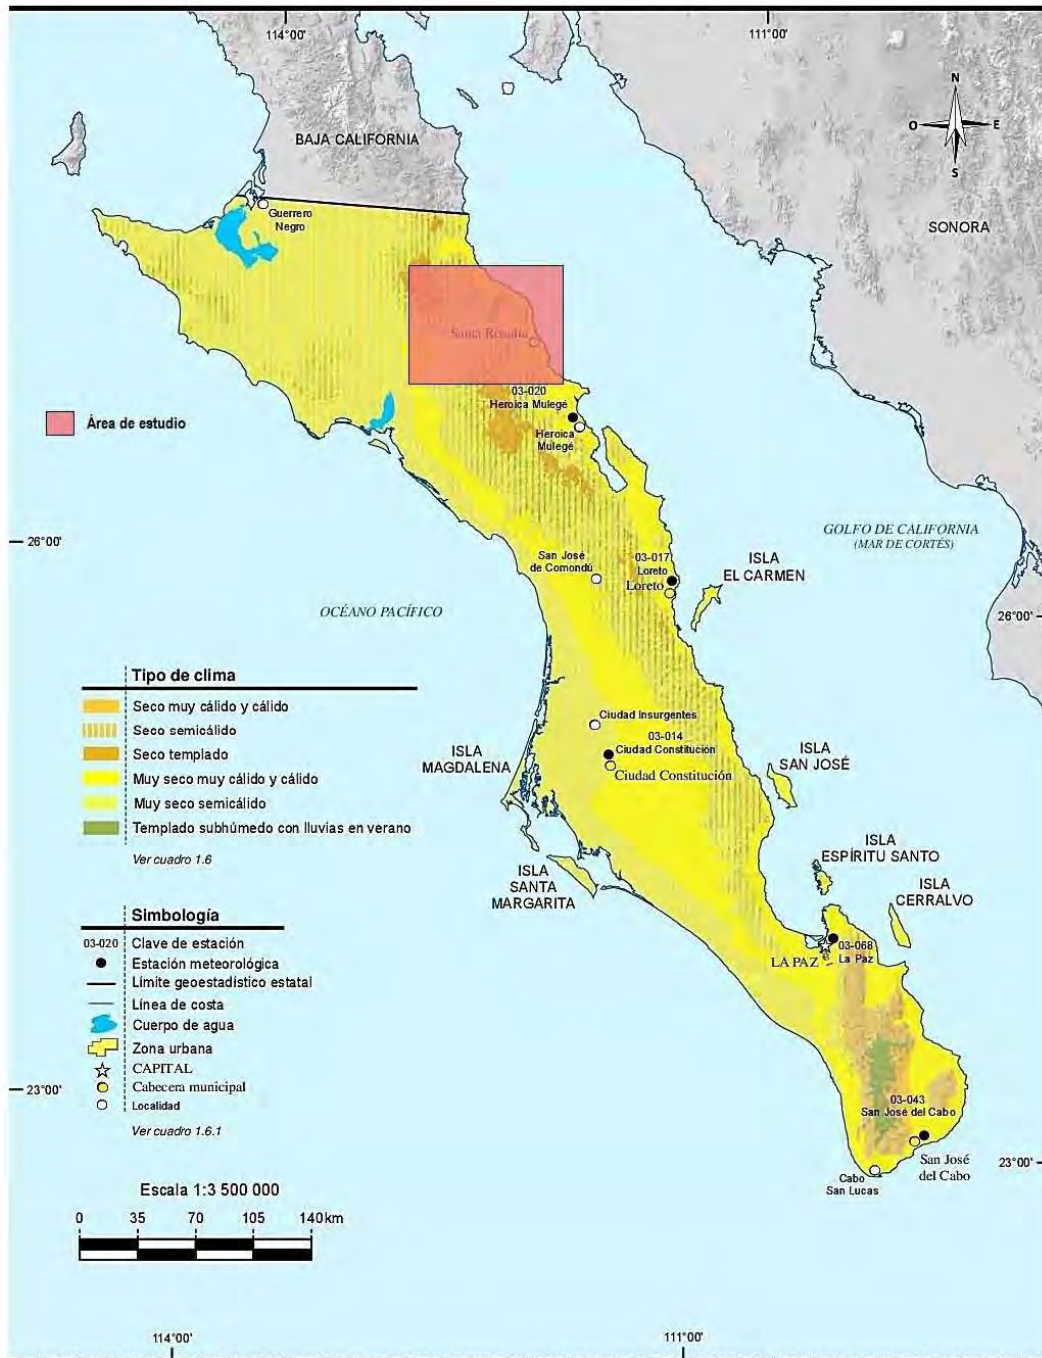 114°00'
111°00'
N
O
E
S
BAJA CALIFORNIA
SONORA
Guerrero
Negro
Santa Rosalía
03-020
Heroica Mulegé
Heroica
Mulegé
Área de estudio
26°00'
GOLFO DE CALIFORNIA
(MAR DE CORTÉS)
San José
de Comondú
03-017
Loreto
Loreto
ISLA
EL CARMEN
OCÉANO PACÍFICO
26°00'
Tipo de clima
Seco muy cálido y cálido
Seco semicálido
Seco templado
Muy seco muy cálido y cálido
Muy seco semicálido
Templado subhúmedo con lluvias en verano
Ver cuadro 1.6
Ciudad Insurgentes
03-014
Ciudad Constitución
Ciudad Constitución
ISLA
MAGDALENA
ISLA
SAN JOSÉ
ISLA
ESPÍRITU SANTO
ISLA
SANTA
MARGARITA
ISLA
CERRALVO
Simbología
03-020 Clave de estación
Estación meteorológica
Límite geoestadístico estatal
Línea de costa
Cuerpo de agua
Zona urbana
CAPITAL
Cabecera municipal
Localidad
Ver cuadro 1.6.1
03-068
La Paz
LA PAZ
23°00'
03-043
San José del Cabo
San José
del Cabo
Cabo
San Lucas
23°00'
Escala 1:3 500 000
0 35 70 105 140 km
114°00'
111°00'